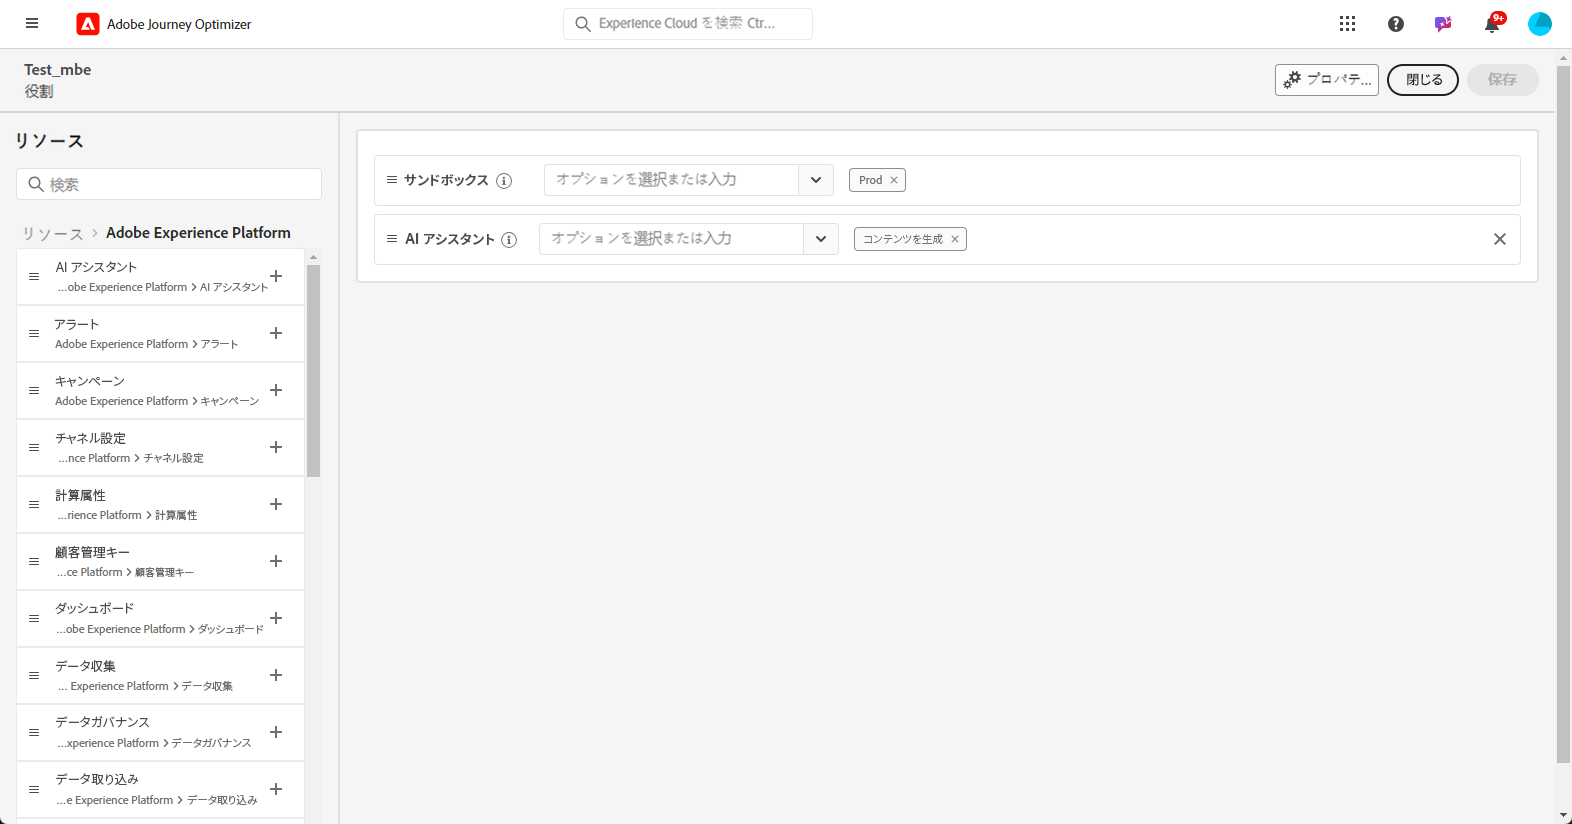 Adobe Journey Optimizer
Experience Cloud を検索 Ctr...
9+
Test_mbe
役割
プロパテ...
閉じる
保存
リソース
検索
リソース > Adobe Experience Platform
AI アシスタント
...obe Experience Platform > AI アシスタント
アラート
Adobe Experience Platform > アラート
キャンペーン
Adobe Experience Platform > キャンペーン
チャネル設定
...nce Platform > チャネル設定
計算属性
...rience Platform > 計算属性
顧客管理キー
...ce Platform > 顧客管理キー
ダッシュボード
...obe Experience Platform > ダッシュボード
データ収集
... Experience Platform > データ収集
データガバナンス
...xperience Platform > データガバナンス
データ取り込み
...e Experience Platform > データ取り込み
サンドボックス オプションを選択または入力 Prod
AI アシスタント オプションを選択または入力 コンテンツを生成